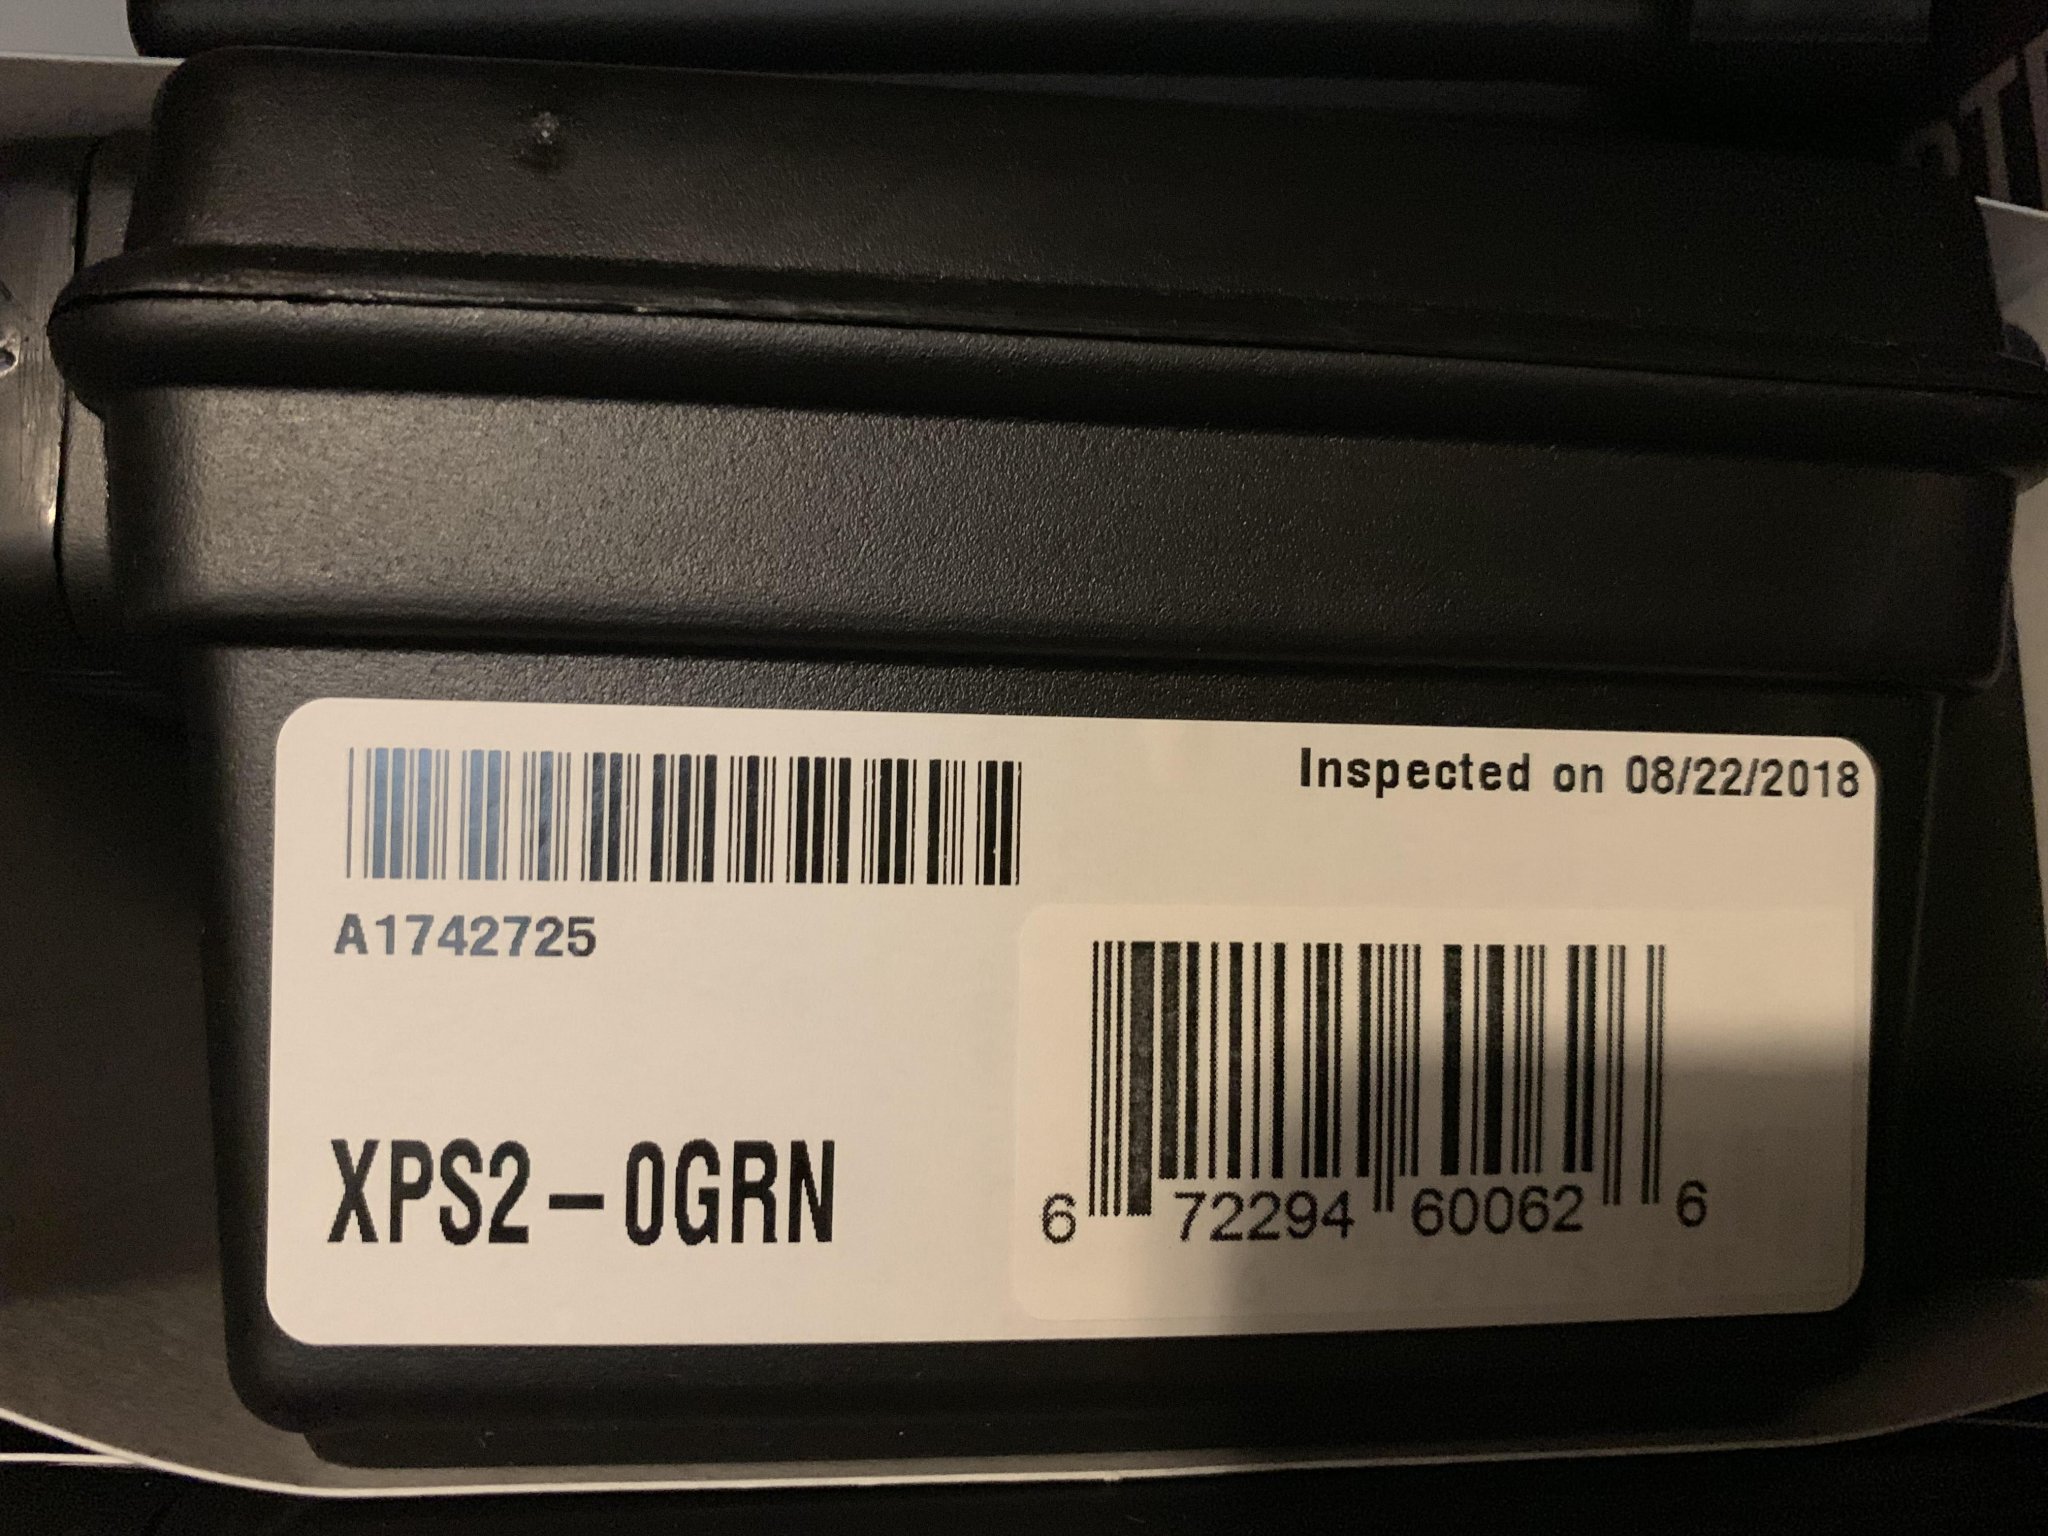 Inspected on 08/22/2018
A1742725
XPS2-0GRN
6 72294 60062 6